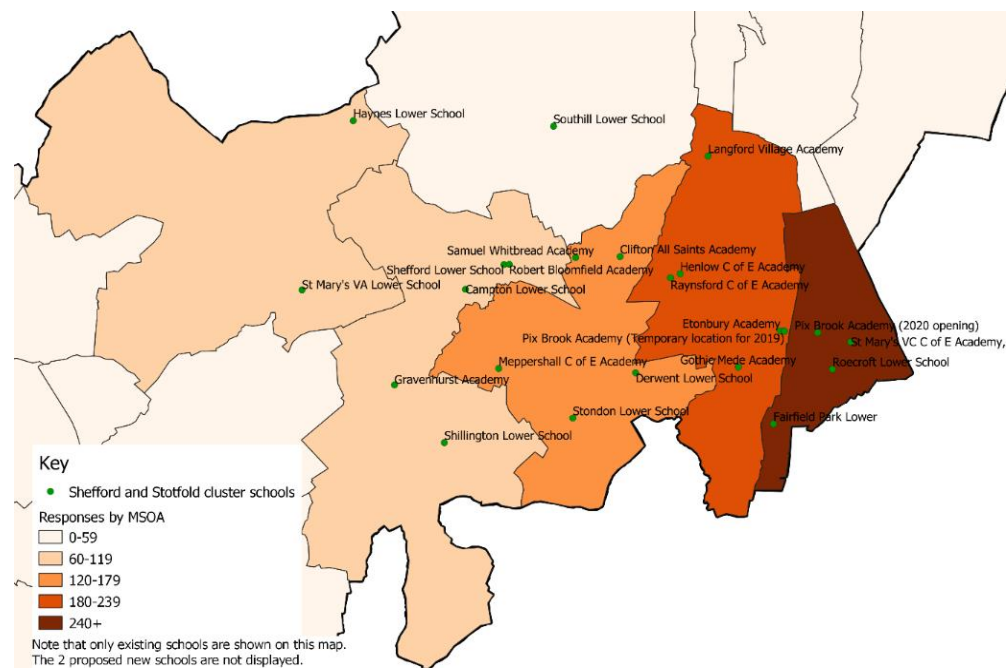 Haynes Lower School
Southill Lower School
Langford Village Academy
Samuel Whitbread Academy
Clifton All Saints Academy
Shefford Lower School
Robert Bloomfield Academy
Henlow C of E Academy
St Mary's VA Lower School
Campton Lower School
Raynsford C of E Academy
Etonbury Academy
Pix Brook Academy (2020 opening)
Pix Brook Academy (Temporary location for 2019)
St Mary's VC C of E Academy,
Meppershall C of E Academy
Gothic Mede Academy
Roecroft Lower School
Gravenhurst Academy
Derwent Lower School
Stondon Lower School
Fairfield Park Lower
Shillington Lower School
Key
Shefford and Stotfold cluster schools
Responses by MSOA
0-59
60-119
120-179
180-239
240+
Note that only existing schools are shown on this map.
The 2 proposed new schools are not displayed.